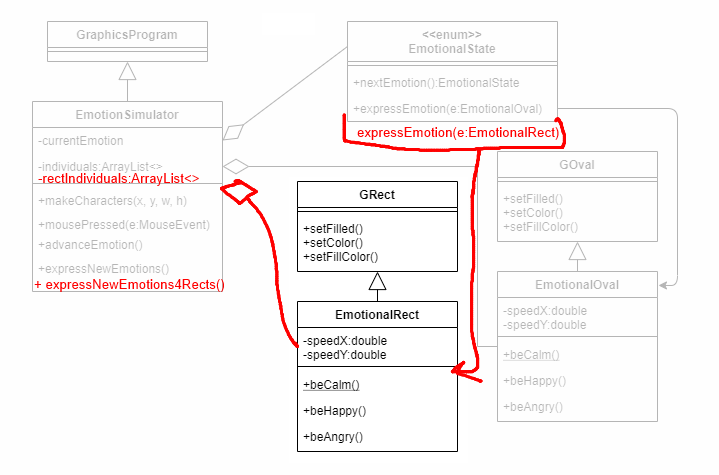 GraphicsProgram
<<enum>>
EmotionalState
+nextEmotion():EmotionalState
+expressEmotion(e:EmotionalOval)
expressEmotion(e:EmotionalRect)
EmotionSimulator
-currentEmotion
-individuals:ArrayList<>
-rectIndividuals:ArrayList<>
+makeCharacters(x, y, w, h)
+mousePressed(e:MouseEvent)
+advanceEmotion()
+expressNewEmotions()
+ expressNewEmotions4Rects()
GRect
+setFilled()
+setColor()
+setFillColor()
EmotionalRect
-speedX:double
-speedY:double
+beCalm()
+beHappy()
+beAngry()
GOval
+setFilled()
+setColor()
+setFillColor()
EmotionalOval
-speedX:double
-speedY:double
+beCalm()
+beHappy()
+beAngry()